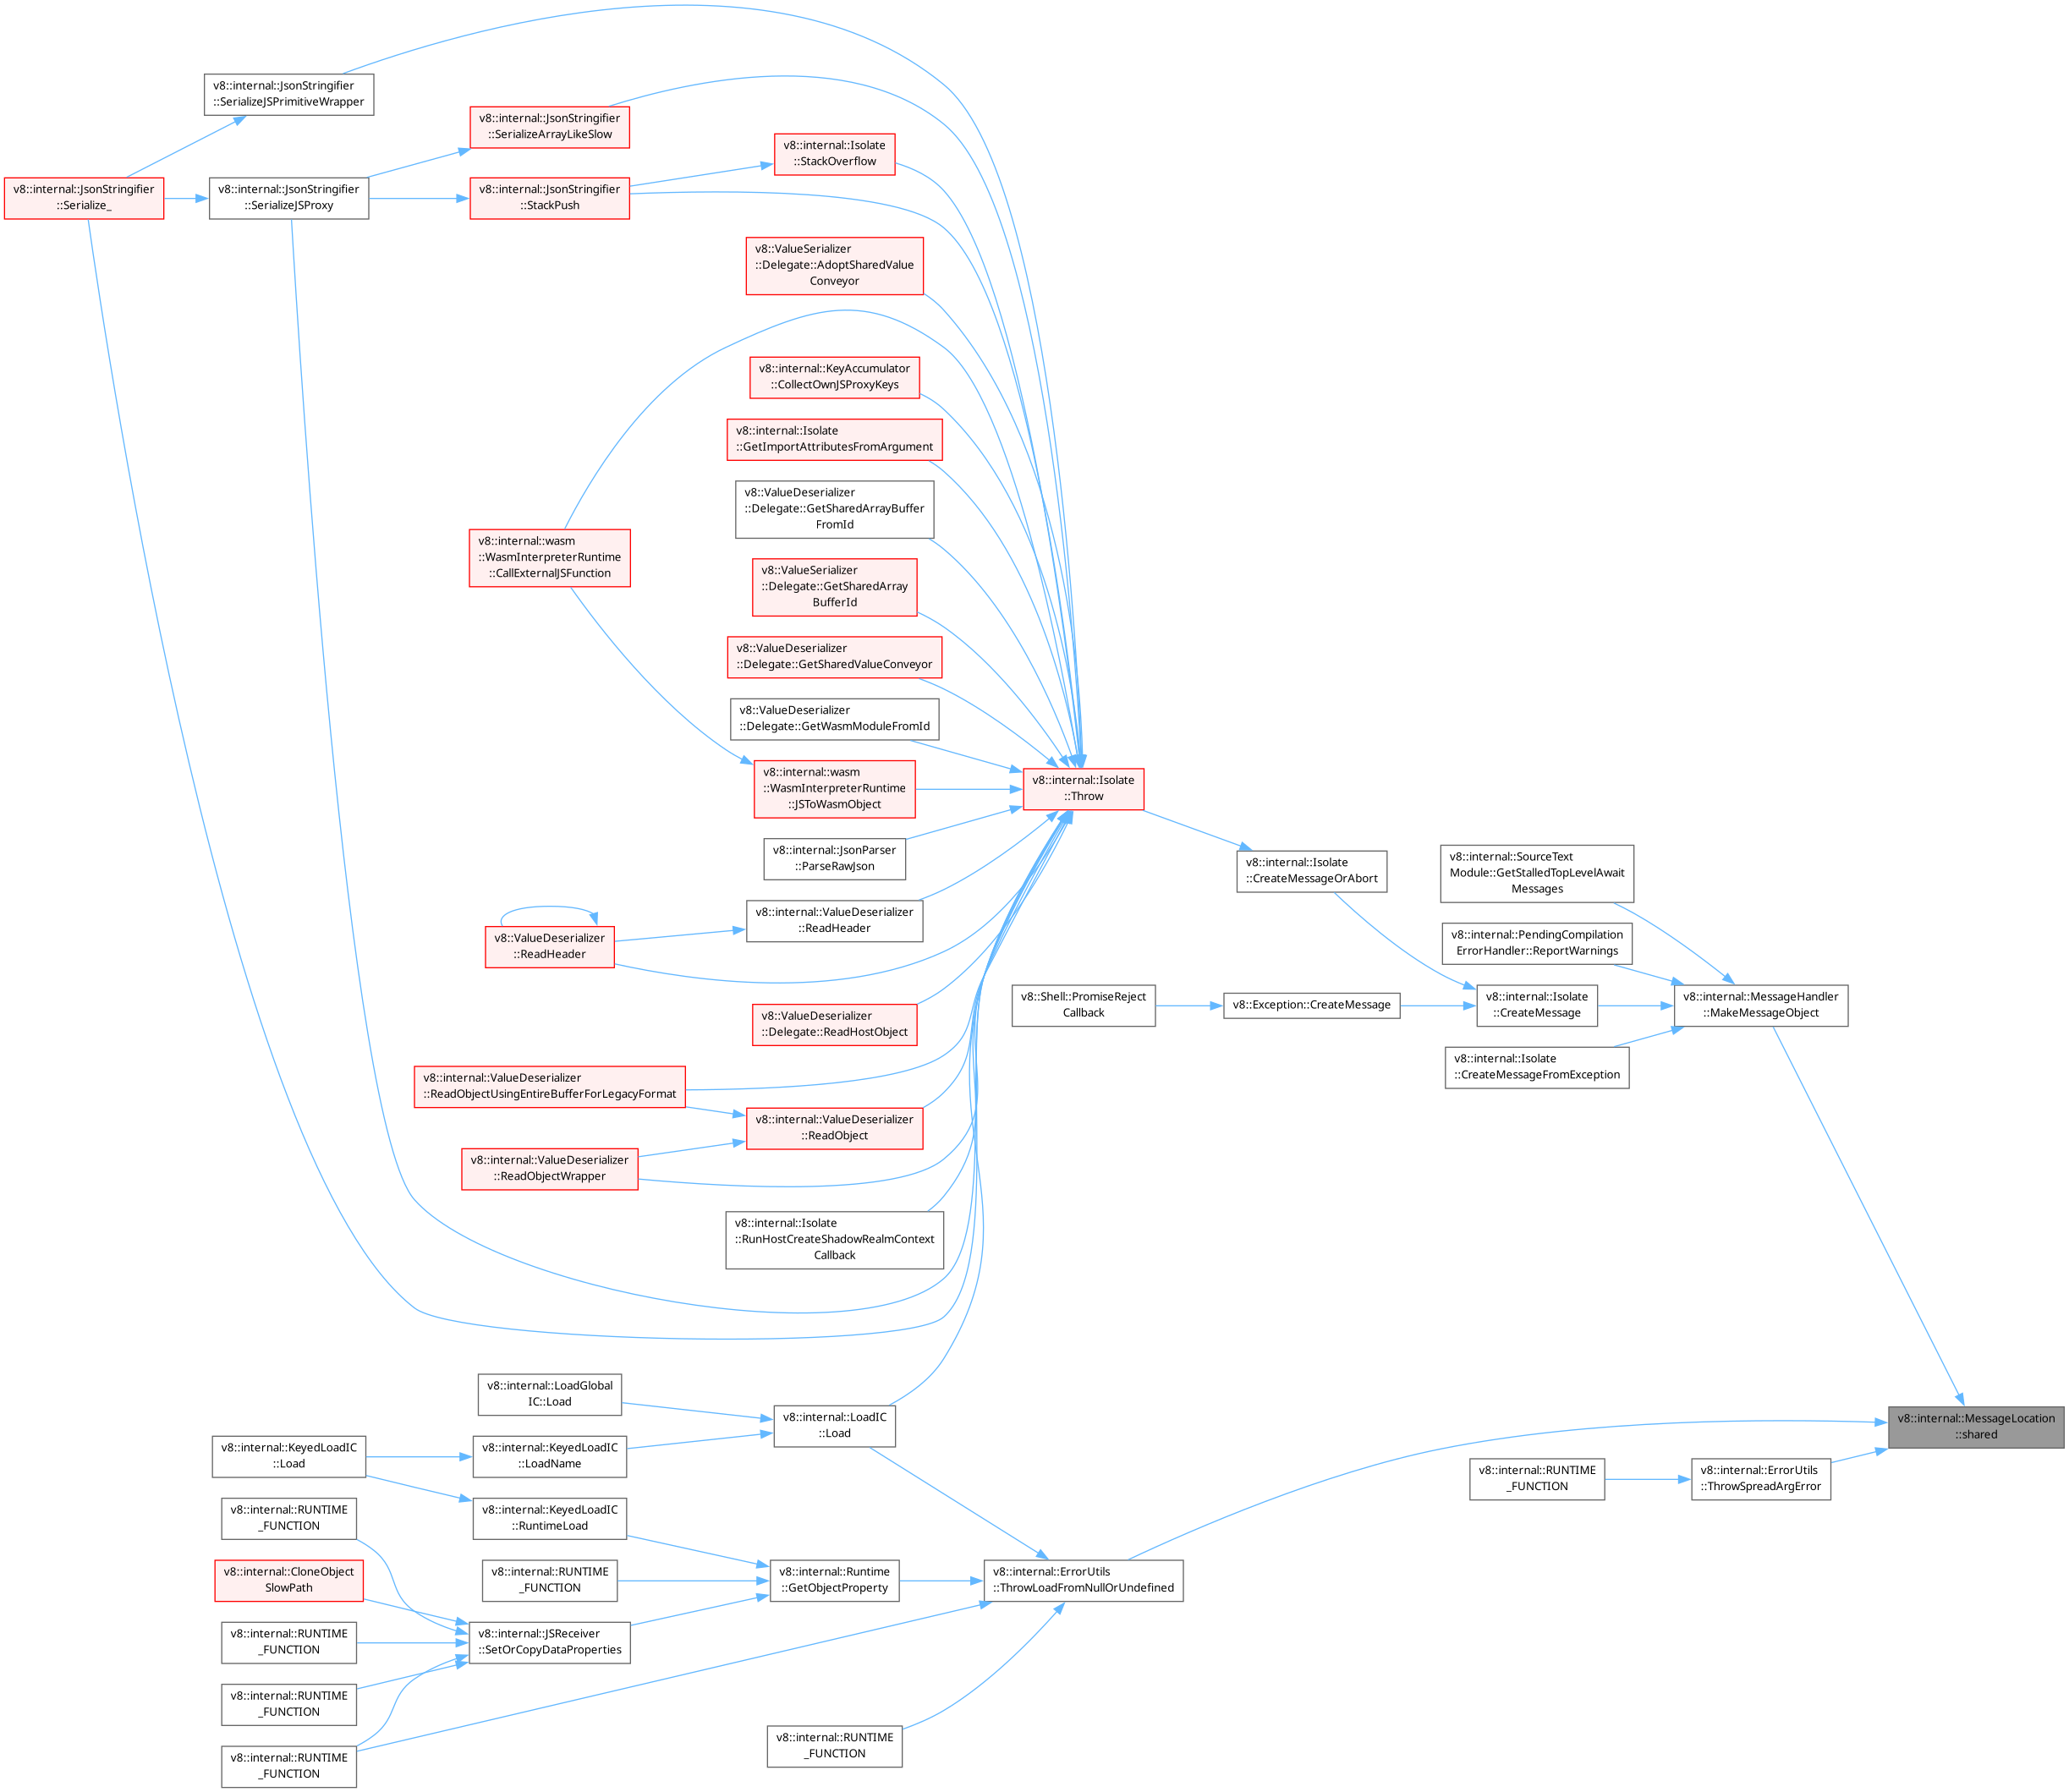 v8::internal::JsonStringifier
::SerializeJSPrimitiveWrapper
v8::internal::JsonStringifier
::SerializeArrayLikeSlow
v8::internal::Isolate
::StackOverflow
v8::internal::JsonStringifier
::Serialize_
v8::internal::JsonStringifier
::SerializeJSProxy
v8::internal::JsonStringifier
::StackPush
v8::ValueSerializer
::Delegate::AdoptSharedValue
Conveyor
v8::internal::KeyAccumulator
::CollectOwnJSProxyKeys
v8::internal::Isolate
::GetImportAttributesFromArgument
v8::ValueDeserializer
::Delegate::GetSharedArrayBuffer
FromId
v8::internal::wasm
::WasmInterpreterRuntime
::CallExternalJSFunction
v8::ValueSerializer
::Delegate::GetSharedArray
BufferId
v8::ValueDeserializer
::Delegate::GetSharedValueConveyor
v8::ValueDeserializer
::Delegate::GetWasmModuleFromId
v8::internal::wasm
::WasmInterpreterRuntime
::JSToWasmObject
v8::internal::Isolate
::Throw
v8::internal::JsonParser
::ParseRawJson
v8::internal::Isolate
::CreateMessageOrAbort
v8::internal::SourceText
Module::GetStalledTopLevelAwait
Messages
v8::internal::ValueDeserializer
::ReadHeader
v8::ValueDeserializer
::ReadHeader
v8::internal::PendingCompilation
ErrorHandler::ReportWarnings
v8::ValueDeserializer
::Delegate::ReadHostObject
v8::Shell::PromiseReject
Callback
v8::Exception::CreateMessage
v8::internal::Isolate
::CreateMessage
v8::internal::MessageHandler
::MakeMessageObject
v8::internal::Isolate
::CreateMessageFromException
v8::internal::ValueDeserializer
::ReadObjectUsingEntireBufferForLegacyFormat
v8::internal::ValueDeserializer
::ReadObject
v8::internal::ValueDeserializer
::ReadObjectWrapper
v8::internal::Isolate
::RunHostCreateShadowRealmContext
Callback
v8::internal::LoadGlobal
IC::Load
v8::internal::LoadIC
::Load
v8::internal::MessageLocation
::shared
v8::internal::KeyedLoadIC
::Load
v8::internal::KeyedLoadIC
::LoadName
v8::internal::RUNTIME
_FUNCTION
v8::internal::ErrorUtils
::ThrowSpreadArgError
v8::internal::RUNTIME
_FUNCTION
v8::internal::KeyedLoadIC
::RuntimeLoad
v8::internal::CloneObject
SlowPath
v8::internal::RUNTIME
_FUNCTION
v8::internal::Runtime
::GetObjectProperty
v8::internal::ErrorUtils
::ThrowLoadFromNullOrUndefined
v8::internal::RUNTIME
_FUNCTION
v8::internal::JSReceiver
::SetOrCopyDataProperties
v8::internal::RUNTIME
_FUNCTION
v8::internal::RUNTIME
_FUNCTION
v8::internal::RUNTIME
_FUNCTION